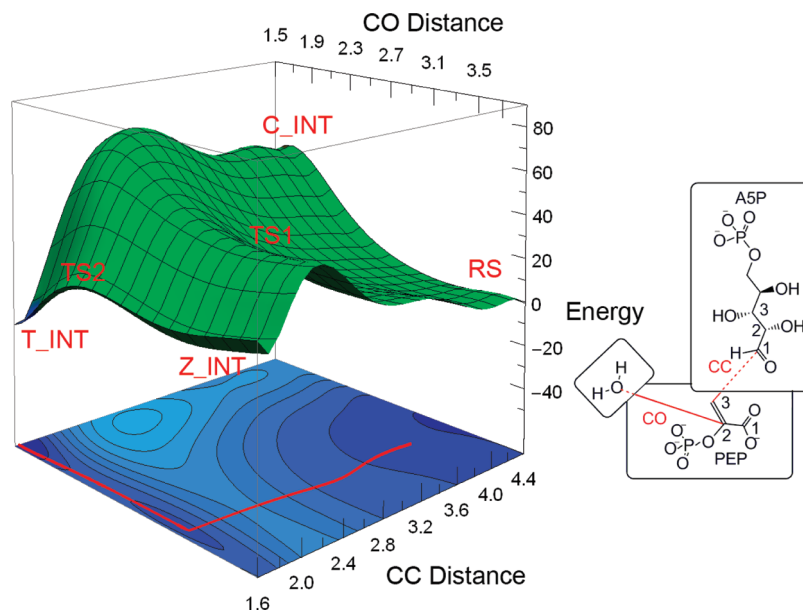 CO Distance
1.5 1.9 2.3 2.7 3.1 3.5
C_INT
TS1
TS2
RS
T_INT
Z_INT
80
60
40
20
0
−20
−40
Energy
1.6 2.0 2.4 2.8 3.2 3.6 4.0 4.4
CC Distance
A5P
O⁻
⁻O P O
O
OH
HO 3
2 OH
H 1
CC O
H
H O
CO
3
O
2 1
O⁻ O O⁻
⁻O P
O
PEP